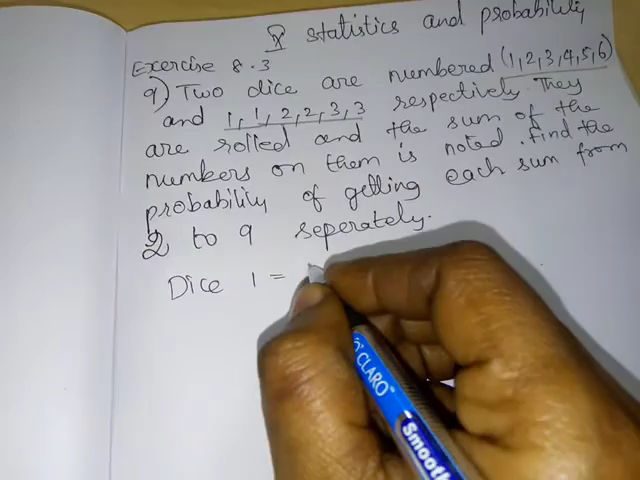 X statistics and probability
Exercise 8.3
9) Two dice are numbered (1,2,3,4,5,6)
and 1,1,2,2,3,3 respectively. They
are rolled and the sum of the
numbers on them is noted. find the
probability of getting each sum from
2 to 9 seperately.
Dice 1 =
CLARO
Smooth